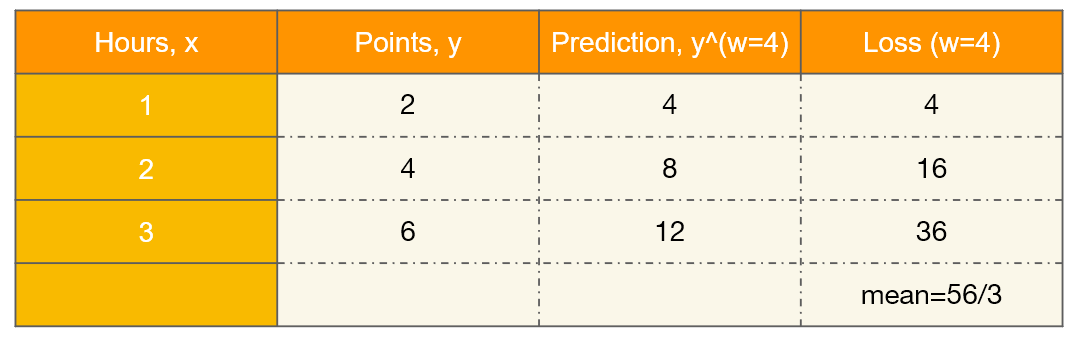 Hours, x Points, y Prediction, y^(w=4) Loss (w=4)
1 2 4 4
2 4 8 16
3 6 12 36
mean=56/3